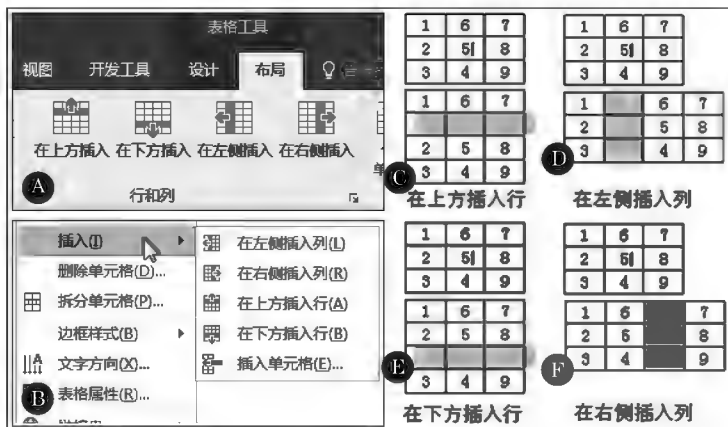 表格工具
视图 开发工具 设计 布局
在上方插入 在下方插入 在左侧插入 在右侧插入
A
行和列
插入(I)
删除单元格(D)...
拆分单元格(P)...
边框样式(B)
文字方向(X)...
表格属性(R)...
B
在左侧插入列(L)
在右侧插入列(R)
在上方插入行(A)
在下方插入行(B)
插入单元格(E)...
1 6 7
2 5 8
3 4 9
1 6 7
2 5 8
3 4 9
C
在上方插入行
1 6 7
2 5 8
3 4 9
1 6 7
2 5 8
3 4 9
D
在左侧插入列
1 6 7
2 5 8
3 4 9
1 6 7
2 5 8
3 4 9
E
在下方插入行
1 6 7
2 5 8
3 4 9
1 6 7
2 5 8
3 4 9
F
在右侧插入列